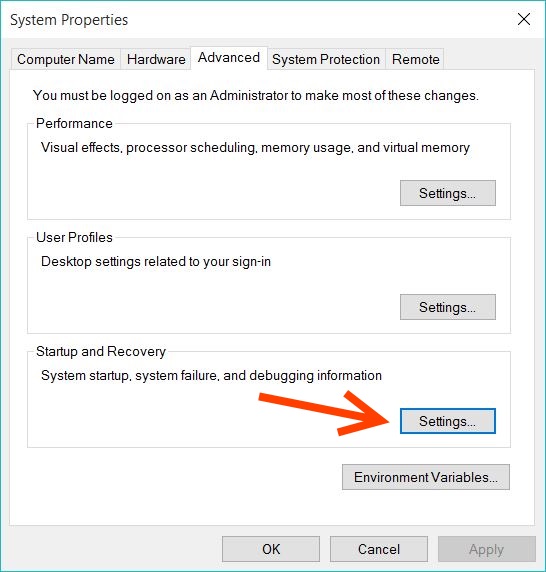 System Properties
Computer Name
Hardware
Advanced
System Protection
Remote
You must be logged on as an Administrator to make most of these changes.
Performance
Visual effects, processor scheduling, memory usage, and virtual memory
Settings...
User Profiles
Desktop settings related to your sign-in
Settings...
Startup and Recovery
System startup, system failure, and debugging information
Settings...
Environment Variables...
OK
Cancel
Apply